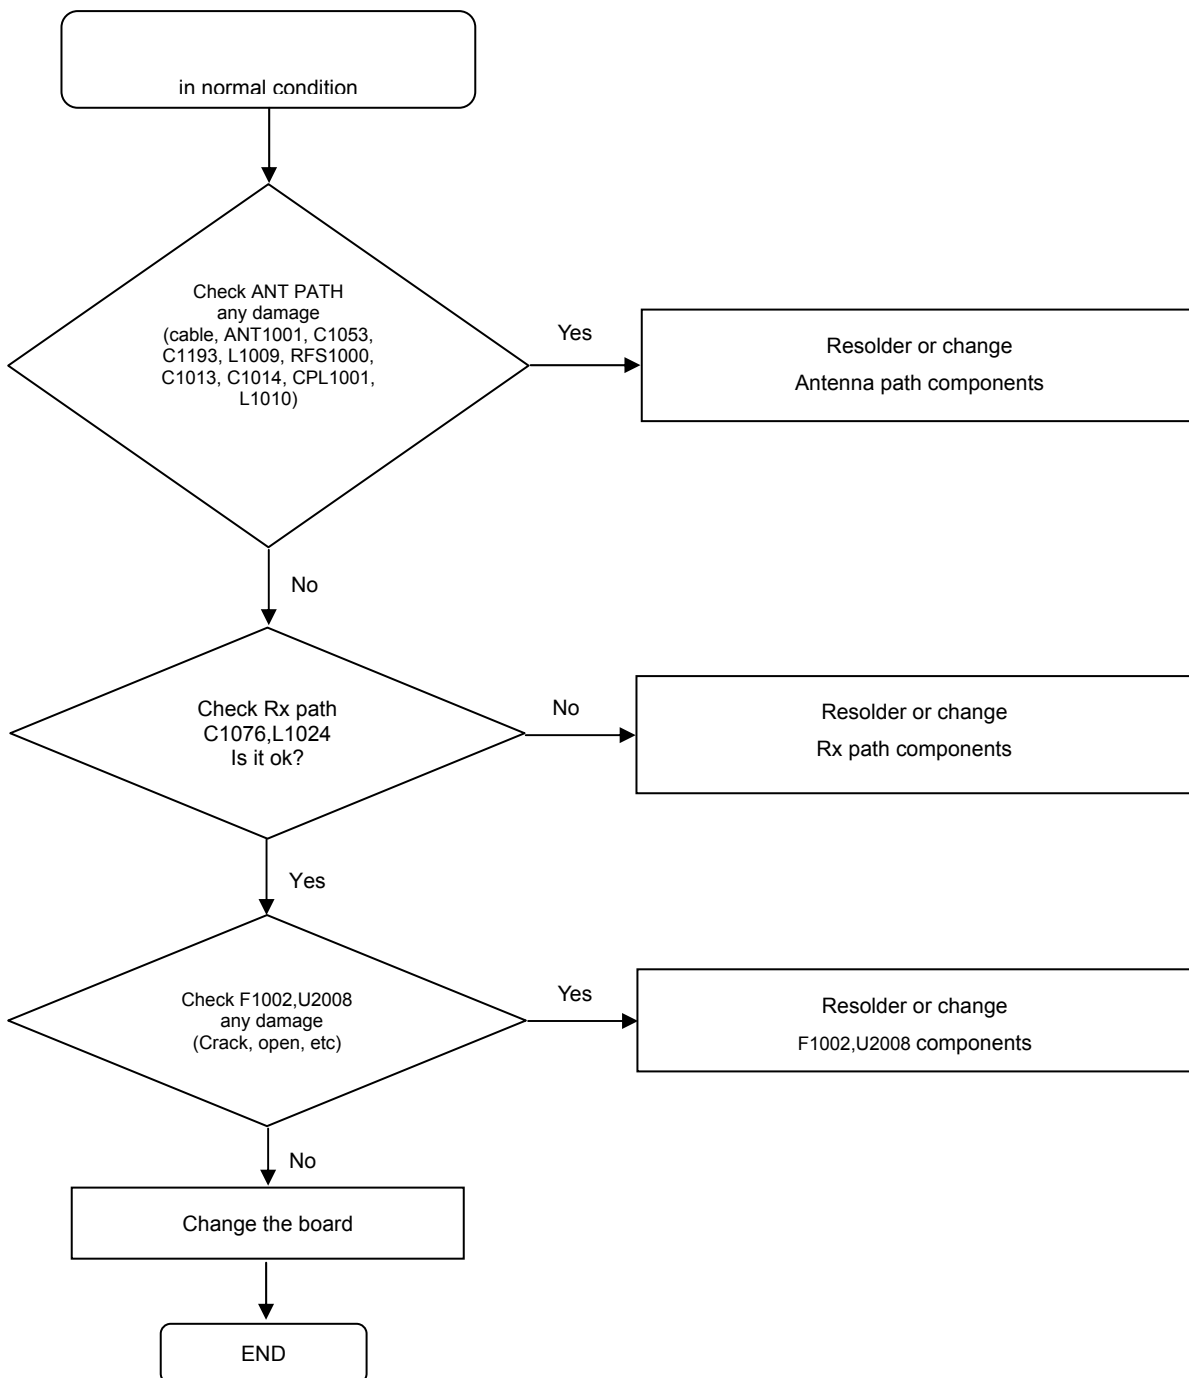 in normal condition
Check ANT PATH
any damage
(cable, ANT1001, C1053,
C1193, L1009, RFS1000,
C1013, C1014, CPL1001,
L1010)
Yes
Resolder or change
Antenna path components
No
Check Rx path
C1076,L1024
Is it ok?
No
Resolder or change
Rx path components
Yes
Check F1002,U2008
any damage
(Crack, open, etc)
Yes
Resolder or change
F1002,U2008 components
No
Change the board
END